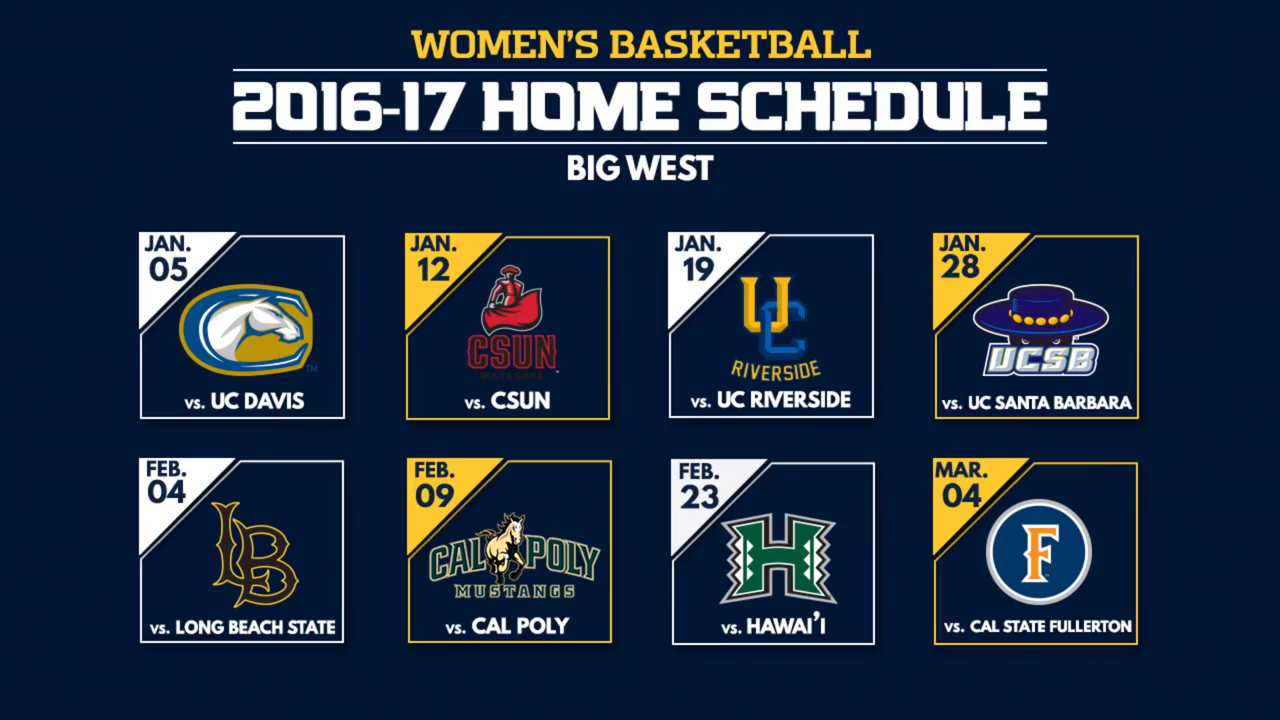 WOMEN'S BASKETBALL
2016-17 HOME SCHEDULE
BIG WEST
JAN.
05
TM
vs. UC DAVIS
JAN.
12
CSUN
MATADORS
vs. CSUN
JAN.
19
UC
RIVERSIDE
vs. UC RIVERSIDE
JAN.
28
UCSB
vs. UC SANTA BARBARA
FEB.
04
LB
vs. LONG BEACH STATE
FEB.
09
CAL POLY
MUSTANGS
vs. CAL POLY
FEB.
23
H
vs. HAWAI'I
MAR.
04
F
vs. CAL STATE FULLERTON